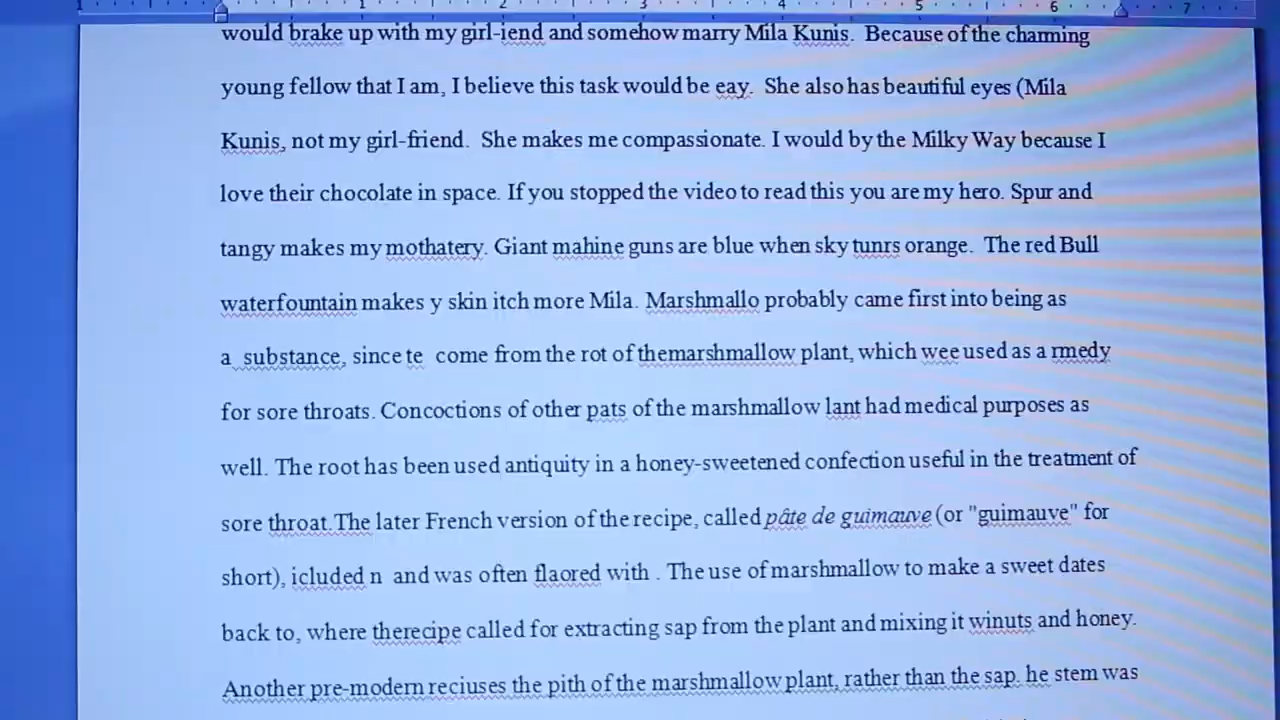 1 1 2 3 4 5 6 7
would brake up with my girl-iend and somehow marry Mila Kunis.  Because of the charming
young fellow that I am, I believe this task would be eay.  She also has beautiful eyes (Mila
Kunis, not my girl-friend.  She makes me compassionate. I would by the Milky Way because I
love their chocolate in space. If you stopped the video to read this you are my hero. Spur and
tangy makes my mothatery. Giant mahine guns are blue when sky tunrs orange.  The red Bull
waterfountain makes y skin itch more Mila. Marshmallo probably came first into being as
a  substance, since te  come from the rot of themarshmallow plant, which wee used as a rmedy
for sore throats. Concoctions of other pats of the marshmallow lant had medical purposes as
well. The root has been used antiquity in a honey-sweetened confection useful in the treatment of
sore throat.The later French version of the recipe, called pâte de guimauve (or "guimauve" for
short), icluded n  and was often flaored with . The use of marshmallow to make a sweet dates
back to, where therecipe called for extracting sap from the plant and mixing it winuts and honey.
Another pre-modern reciuses the pith of the marshmallow plant, rather than the sap. he stem was